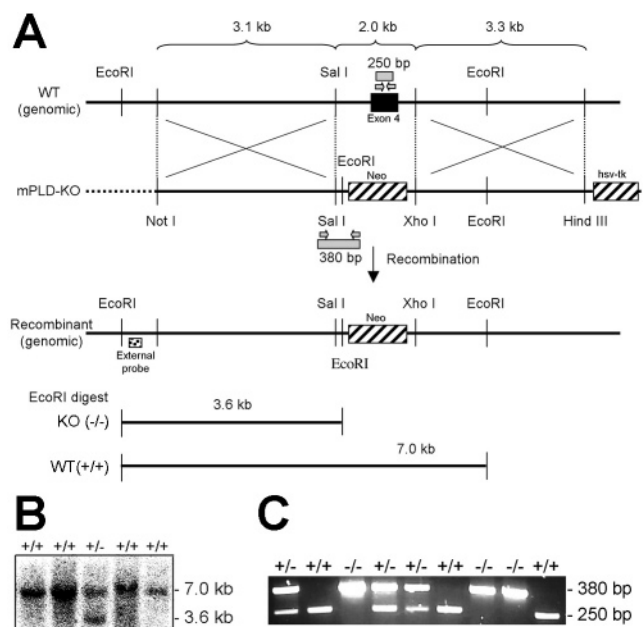 A
3.1 kb 2.0 kb 3.3 kb
EcoRI Sal I 250 bp EcoRI
WT
(genomic)
Exon 4
EcoRI
Neo hsv-tk
mPLD-KO
Not I Sal I Xho I EcoRI Hind III
380 bp
Recombination
EcoRI Sal I Xho I EcoRI
Neo
Recombinant
(genomic)
External
probe
EcoRI
EcoRI digest
3.6 kb
KO (-/-)
7.0 kb
WT(+/+)
B
+/+ +/+ +/- +/+ +/+
- 7.0 kb
- 3.6 kb
C
+/- +/+ -/- +/- +/- +/+ -/- -/- +/+
- 380 bp
- 250 bp